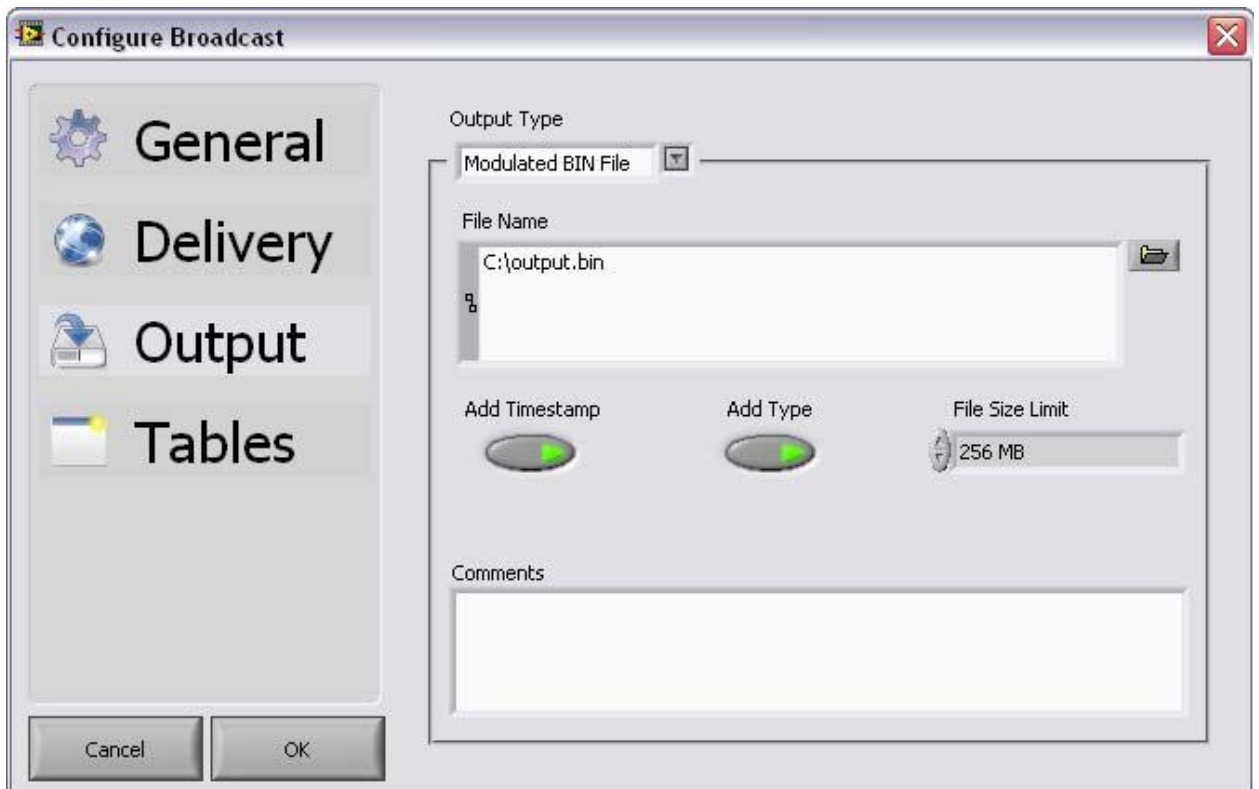 Configure Broadcast
General
Delivery
Output
Tables
Cancel
OK
Output Type
Modulated BIN File
File Name
C:\output.bin
Add Timestamp
Add Type
File Size Limit
256 MB
Comments